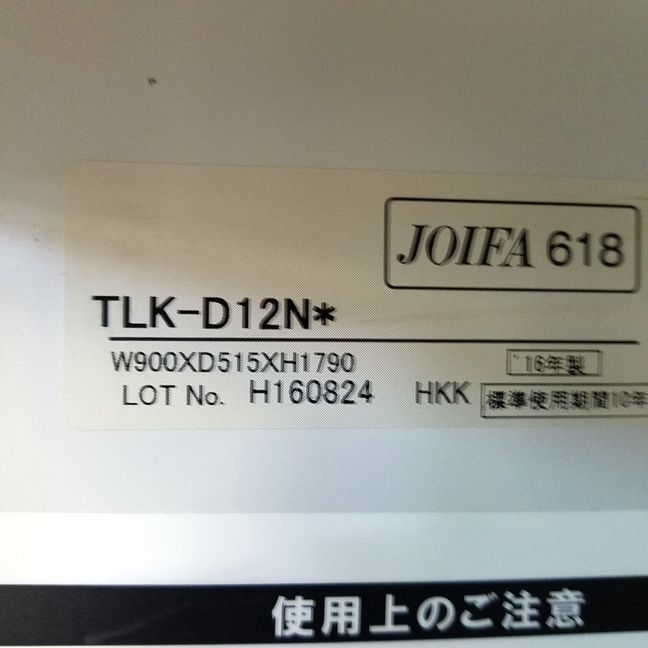 JOIFA 618
TLK-D12N*
W900XD515XH1790 '16年製
LOT No. H160824 HKK 標準使用期間10年
使用上のご注意